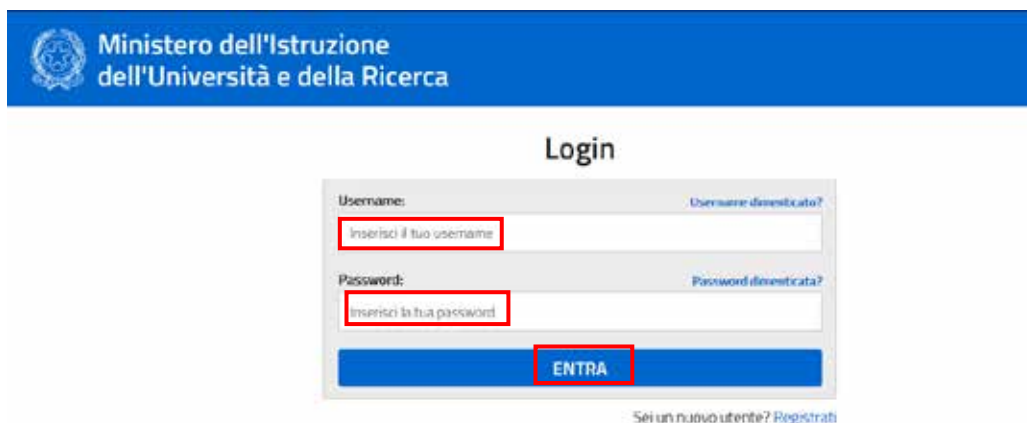 Ministero dell'Istruzione
dell'Università e della Ricerca
Login
Username: Username dimenticato?
Inserisci il tuo username
Password: Password dimenticata?
Inserisci la tua password
ENTRA
Sei un nuovo utente? Registrati